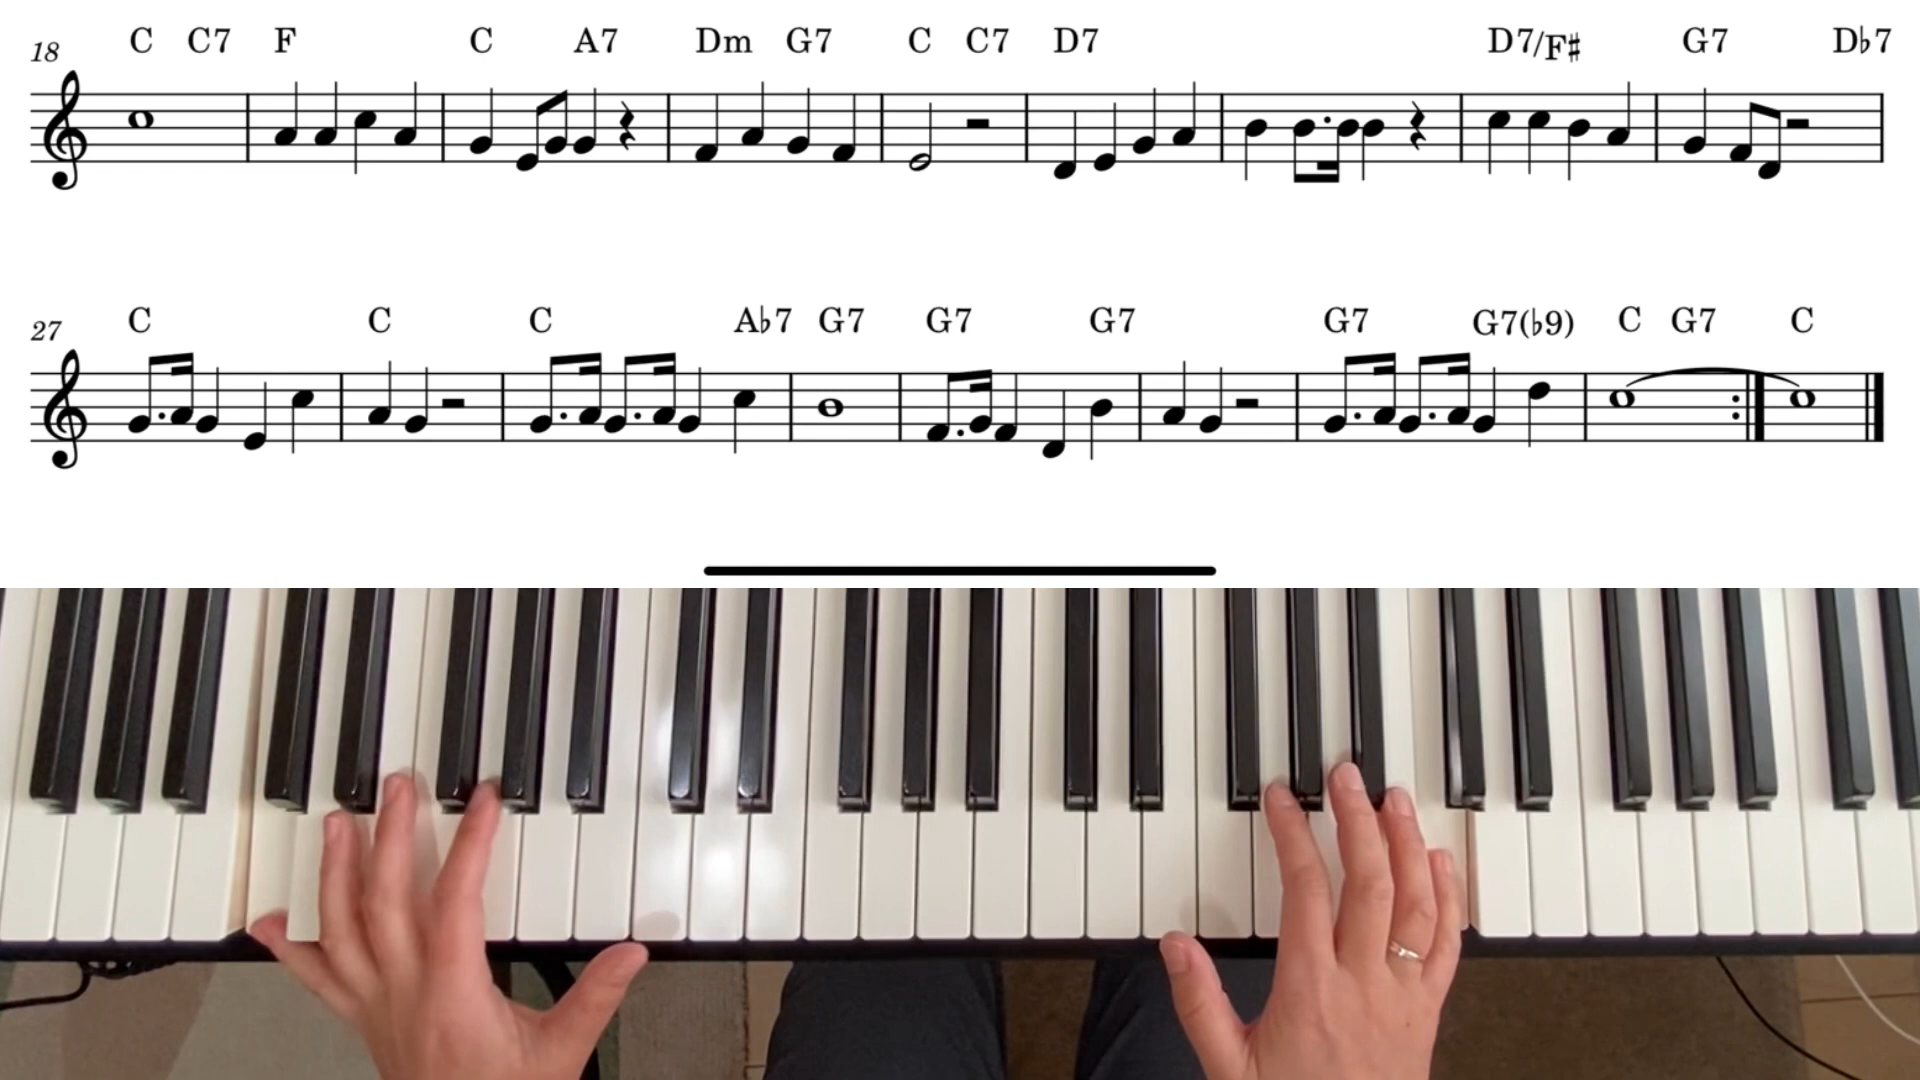 18 C C7 F C A7 Dm G7 C C7 D7 D7/F♯ G7 D♭7
27 C C C A♭7 G7 G7 G7 G7 G7(♭9) C G7 C